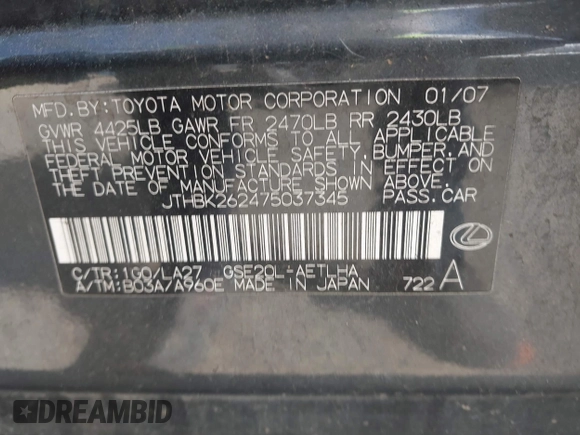 MFD.BY:TOYOTA MOTOR CORPORATION 01/07
GVWR 4425LB GAWR FR 2470LB RR 2430LB
THIS VEHICLE CONFORMS TO ALL APPLICABLE
FEDERAL MOTOR VEHICLE SAFETY, BUMPER, AND
THEFT PREVENTION STANDARDS IN EFFECT ON
THE DATE OF MANUFACTURE SHOWN ABOVE.
JTHBK262475037345 PASS.CAR
C/TR:1G0/LA27 GSE20L-AETLHA
A/TM:B03A/A960E MADE IN JAPAN 722 A
DREAMBID